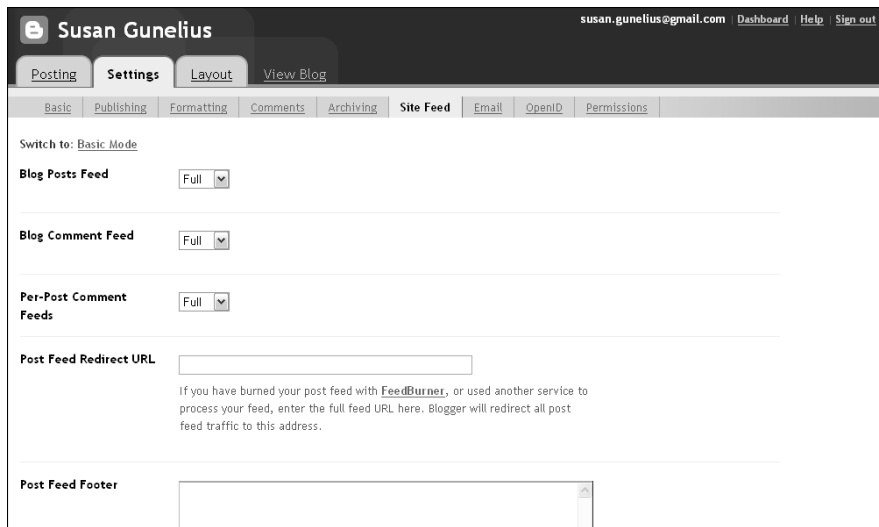 Susan Gunelius
susan.gunelius@gmail.com | Dashboard | Help | Sign out
Posting Settings Layout View Blog
Basic Publishing Formatting Comments Archiving Site Feed Email OpenID Permissions
Switch to: Basic Mode
Blog Posts Feed Full
Blog Comment Feed Full
Per-Post Comment Full
Feeds
Post Feed Redirect URL
If you have burned your post feed with FeedBurner, or used another service to
process your feed, enter the full feed URL here. Blogger will redirect all post
feed traffic to this address.
Post Feed Footer